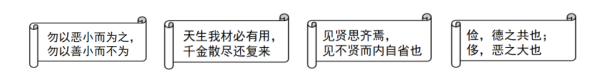 勿以恶小而为之,
勿以善小而不为
天生我材必有用,
千金散尽还复来
见贤思齐焉,
见不贤而内自省也
俭，德之共也；
侈，恶之大也